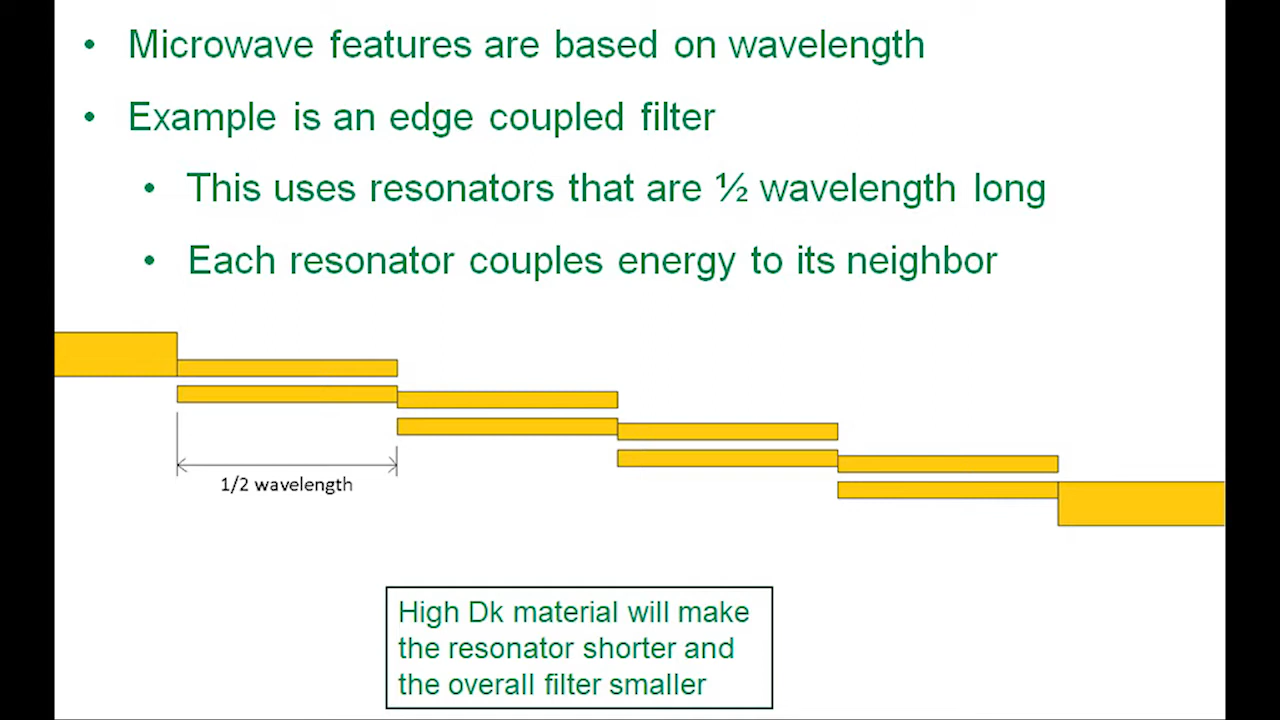 • Microwave features are based on wavelength
• Example is an edge coupled filter
• This uses resonators that are ½ wavelength long
• Each resonator couples energy to its neighbor
1/2 wavelength
High Dk material will make
the resonator shorter and
the overall filter smaller